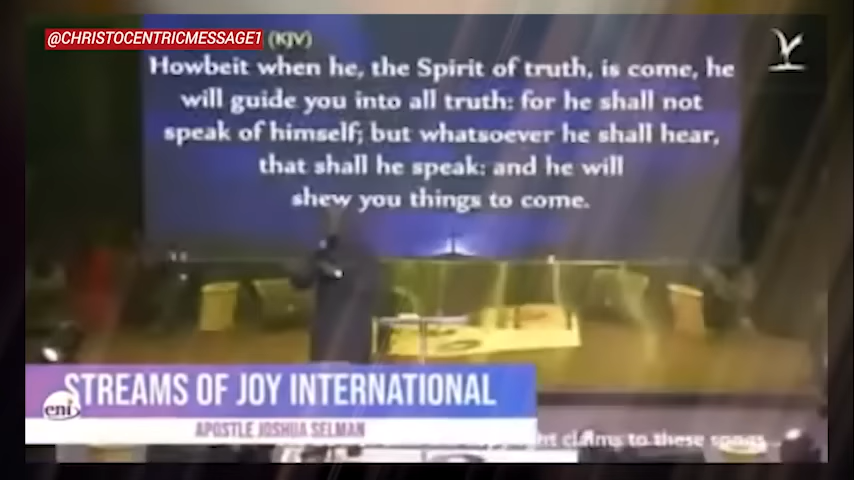 @CHRISTOCENTRICMESSAGE1 (KJV)
Howbeit when he, the Spirit of truth, is come, he
will guide you into all truth: for he shall not
speak of himself; but whatsoever he shall hear,
that shall he speak: and he will
shew you things to come.
STREAMS OF JOY INTERNATIONAL
eni
APOSTLE JOSHUA SELMAN
claims to these songs